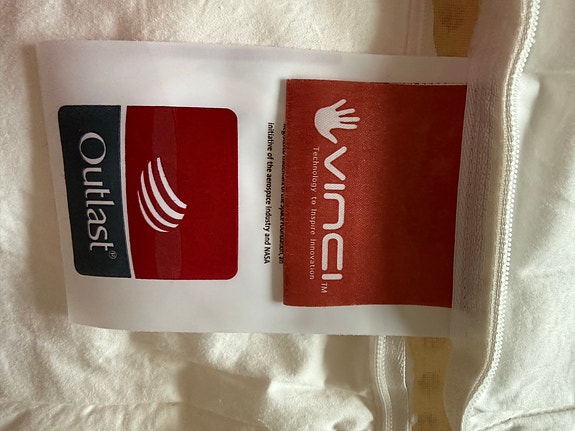 VINCI™
Technology to Inspire Innovation
initiative of the aerospace industry and NASA
Outlast®